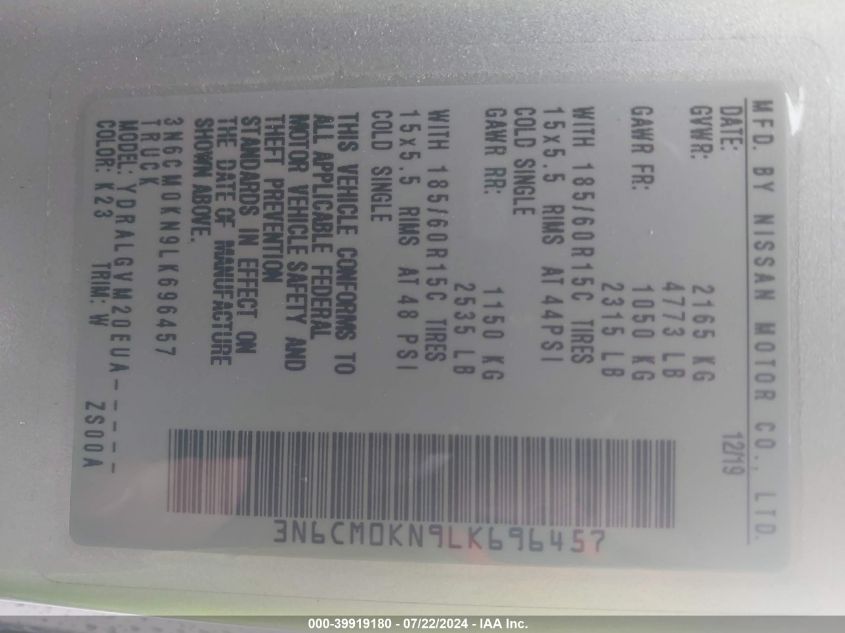 MFD. BY NISSAN MOTOR CO., LTD.
DATE: 12/19
GVWR: 2165 KG
4773 LB
GAWR FR: 1050 KG
2315 LB
WITH 185/60R15C TIRES
15x5.5 RIMS AT 44PSI
COLD SINGLE
GAWR RR: 1150 KG
2535 LB
WITH 185/60R15C TIRES
15x5.5 RIMS AT 48 PSI
COLD SINGLE
THIS VEHICLE CONFORMS TO
ALL APPLICABLE FEDERAL
MOTOR VEHICLE SAFETY AND
THEFT PREVENTION
STANDARDS IN EFFECT ON
THE DATE OF MANUFACTURE
SHOWN ABOVE.
3N6CM0KN9LK696457
TRUCK
MODEL: YDRALGVM20EUA-----
COLOR: K23 TRIM: W ZS00A
3N6CM0KN9LK696457
000-39919180 - 07/22/2024 - IAA Inc.